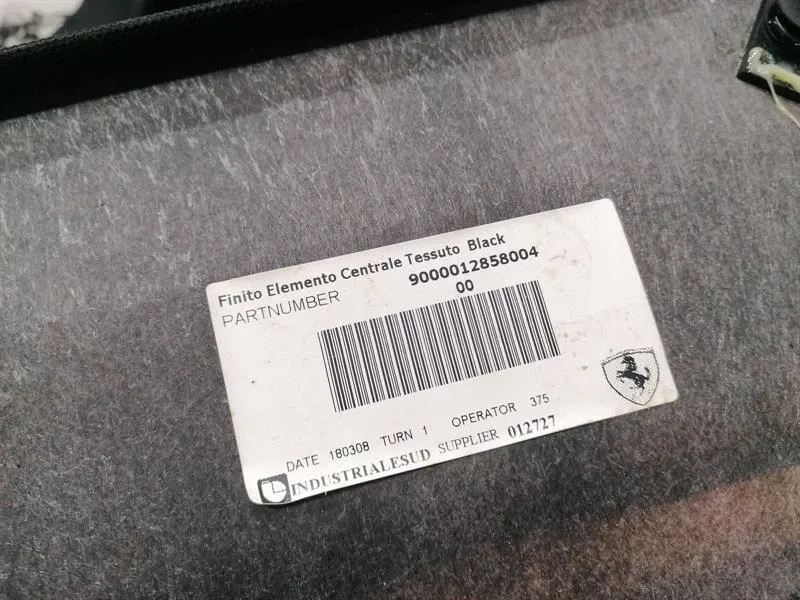 Finito Elemento Centrale Tessuto Black
PARTNUMBER 9000012858004
00
DATE 180308 TURN 1 OPERATOR 375
INDUSTRIALESUD SUPPLIER 012727